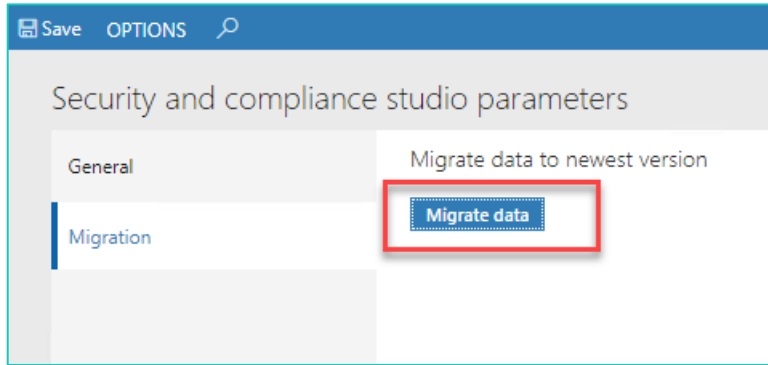 Save OPTIONS
Security and compliance studio parameters
General
Migration
Migrate data to newest version
Migrate data